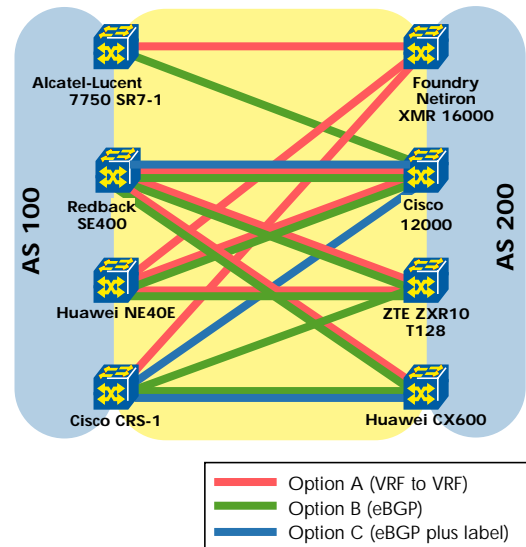 AS 100
Alcatel-Lucent
7750 SR7-1
Redback
SE400
Huawei NE40E
Cisco CRS-1
Foundry
Netiron
XMR 16000
Cisco
12000
ZTE ZXR10
T128
Huawei CX600
AS 200
Option A (VRF to VRF)
Option B (eBGP)
Option C (eBGP plus label)